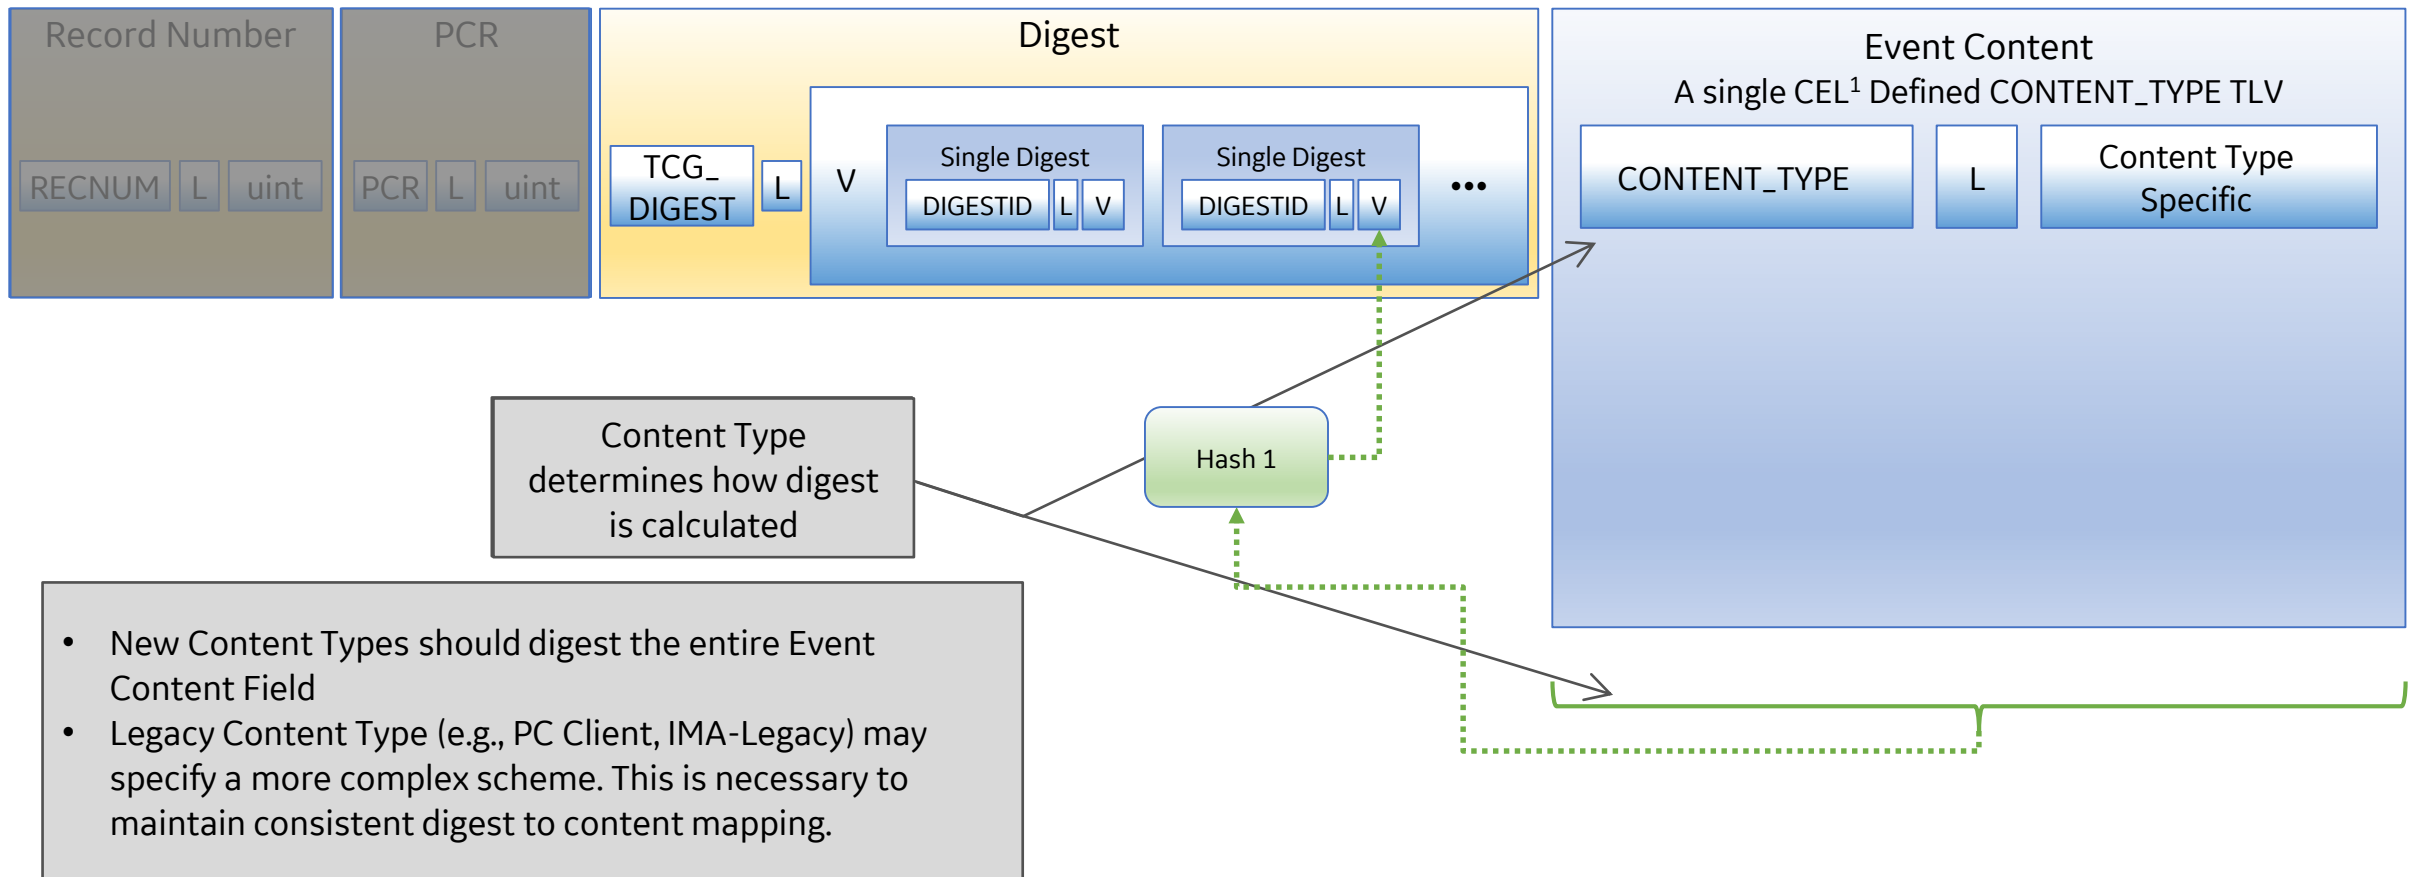 Record Number
RECNUM L uint
PCR
PCR L uint
Digest
TCG_
DIGEST
L
V
Single Digest
DIGESTID L V
Single Digest
DIGESTID L V
•••
Event Content
A single CEL¹ Defined CONTENT_TYPE TLV
CONTENT_TYPE
L
Content Type
Specific
Content Type
determines how digest
is calculated
Hash 1
• New Content Types should digest the entire Event
Content Field
• Legacy Content Type (e.g., PC Client, IMA-Legacy) may
specify a more complex scheme. This is necessary to
maintain consistent digest to content mapping.